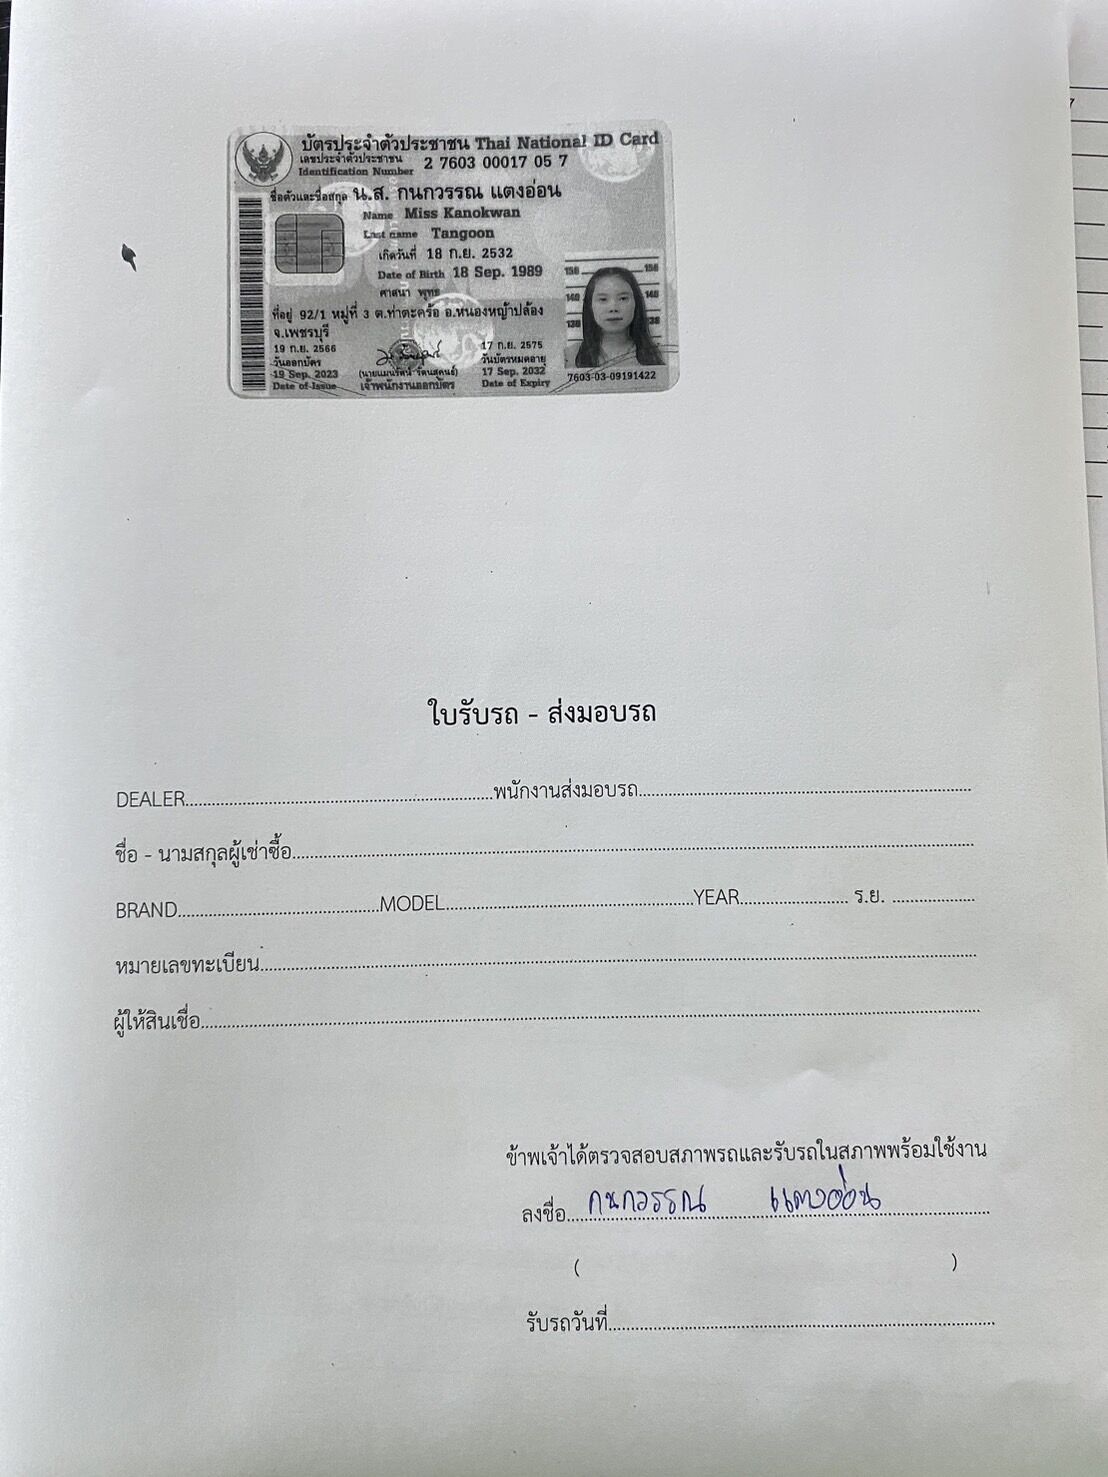 บัตรประจำตัวประชาชน Thai National ID Card
เลขประจำตัวประชาชน
Identification Number 2 7603 00017 05 7
ชื่อตัวและชื่อสกุล น.ส. กนกวรรณ แตงอ่อน
Name Miss Kanokwan
Last name Tangoon
เกิดวันที่ 18 ก.ย. 2532
Date of Birth 18 Sep. 1989
ศาสนา พุทธ
ที่อยู่ 92/1 หมู่ที่ 3 ต.ท่าตะคร้อ อ.หนองหญ้าปล้อง
จ.เพชรบุรี
19 ก.ย. 2566
วันออกบัตร
19 Sep. 2023
Date of Issue
เจ้าพนักงานออกบัตร
17 ก.ย. 2575
วันบัตรหมดอายุ
17 Sep. 2032
Date of Expiry
150 150
140 140
130 130
7603-03-09191422
ใบรับรถ - ส่งมอบรถ
DEALER....................พนักงานส่งมอบรถ....................
ชื่อ - นามสกุลผู้เช่าซื้อ....................
BRAND....................MODEL....................YEAR.................... ร.ย. ....................
หมายเลขทะเบียน....................
ผู้ให้สินเชื่อ....................
ข้าพเจ้าได้ตรวจสอบสภาพรถและรับรถในสภาพพร้อมใช้งาน
ลงชื่อ...กนกวรรณ แตงอ่อน....................
( )
รับรถวันที่....................